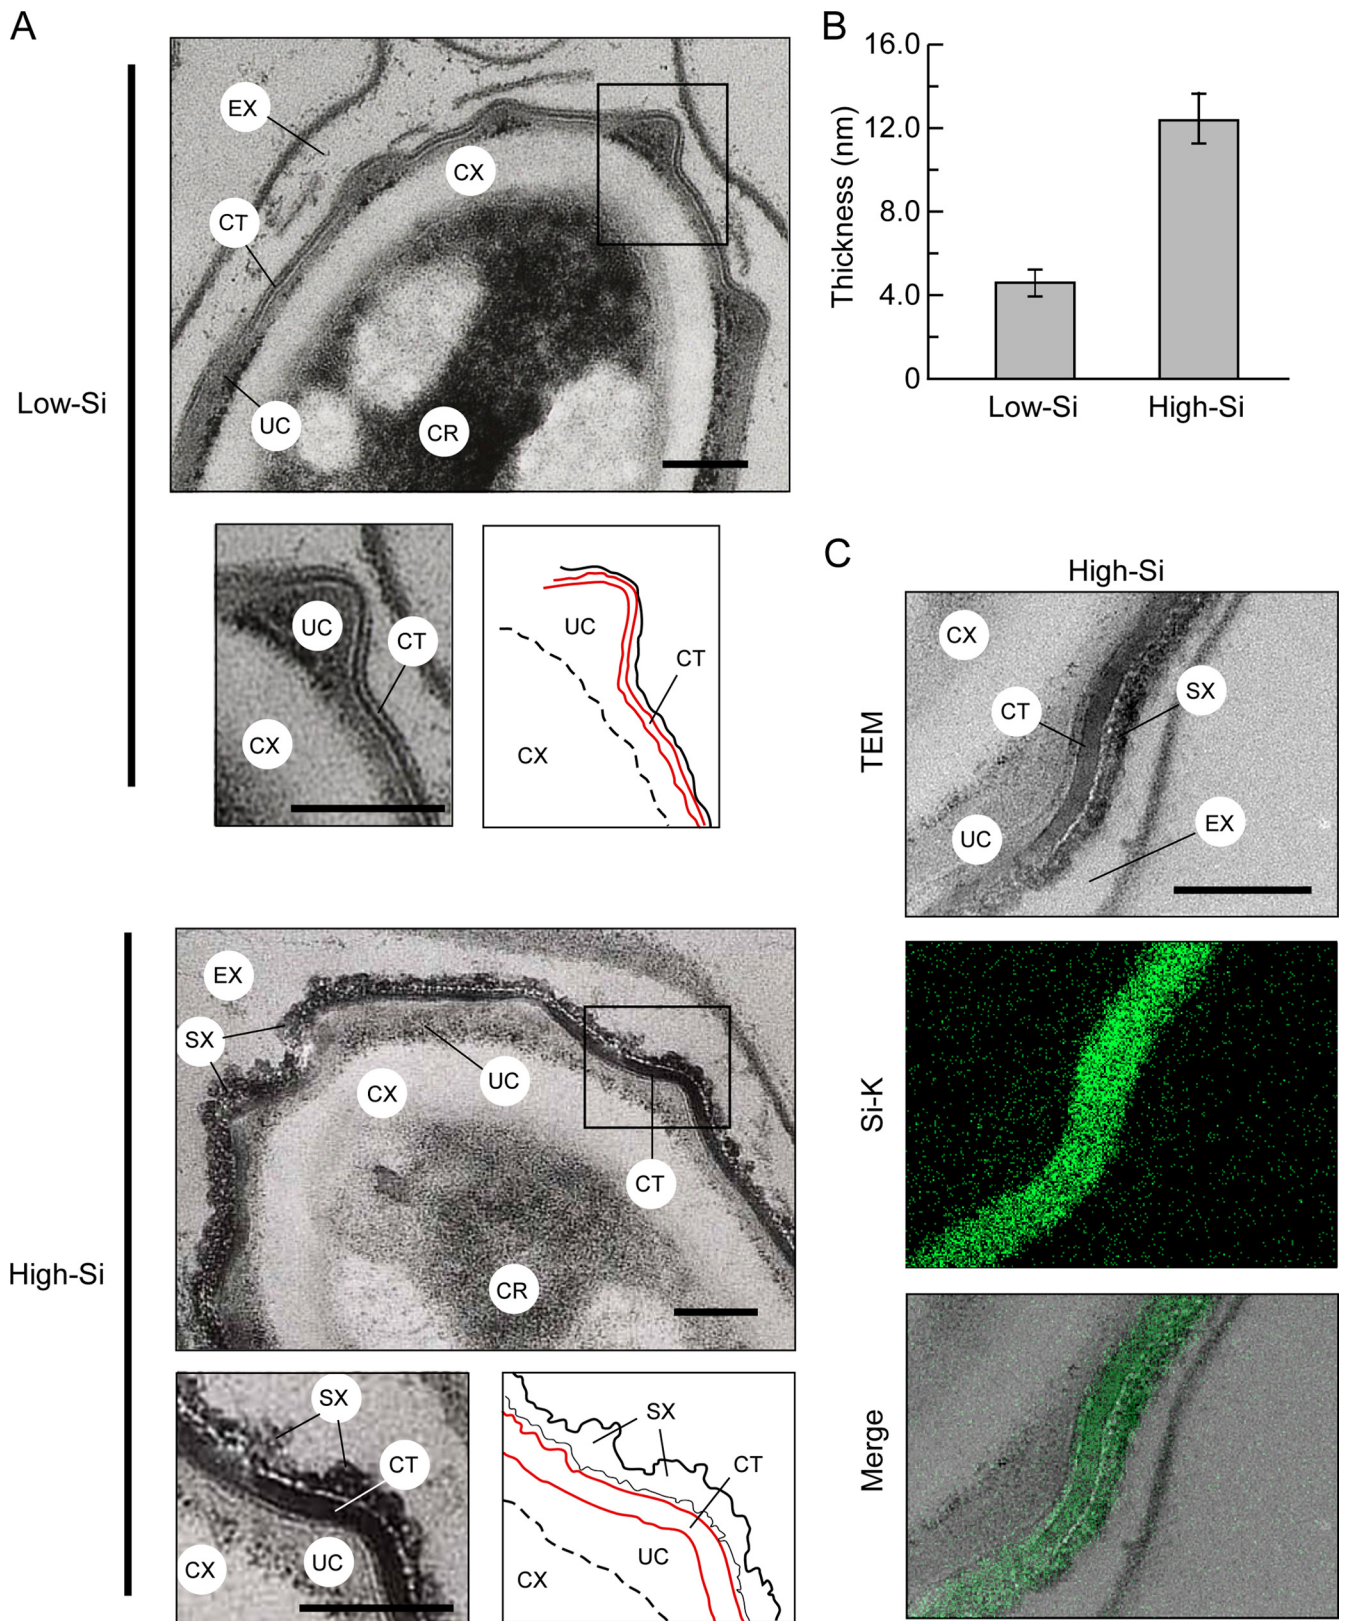 A
Low-Si
EX
CX
CT
UC
CR
UC
CT
CX
UC
CT
CX
High-Si
EX
SX
UC
CX
CT
CR
SX
CT
UC
CX
SX
CT
UC
CX
B
Thickness (nm)
16.0
12.0
8.0
4.0
0
Low-Si High-Si
C
High-Si
TEM
CX
SX
CT
EX
UC
Si-K
Merge